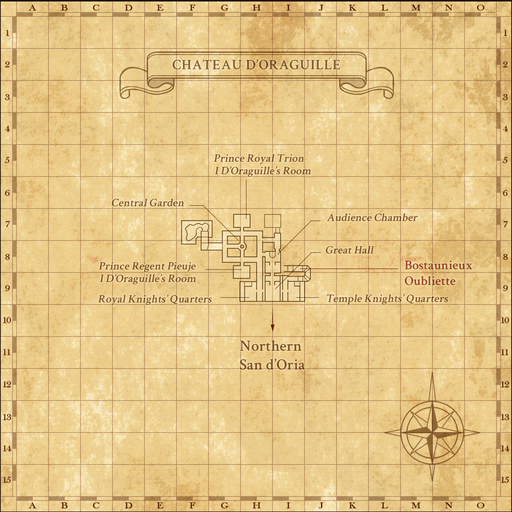 A B C D E F G H I J K L M N O
CHATEAU D'ORAGUILLE
Prince Royal Trion
I D'Oraguille's Room
Central Garden
Audience Chamber
Great Hall
Prince Regent Pieuje
I D'Oraguille's Room
Bostaunieux
Oubliette
Royal Knights' Quarters
Temple Knights' Quarters
Northern
San d'Oria
1 1
2 2
3 3
4 4
5 5
6 6
7 7
8 8
9 9
10 10
11 11
12 12
13 13
14 14
15 15
A B C D E F G H I J K L M N O